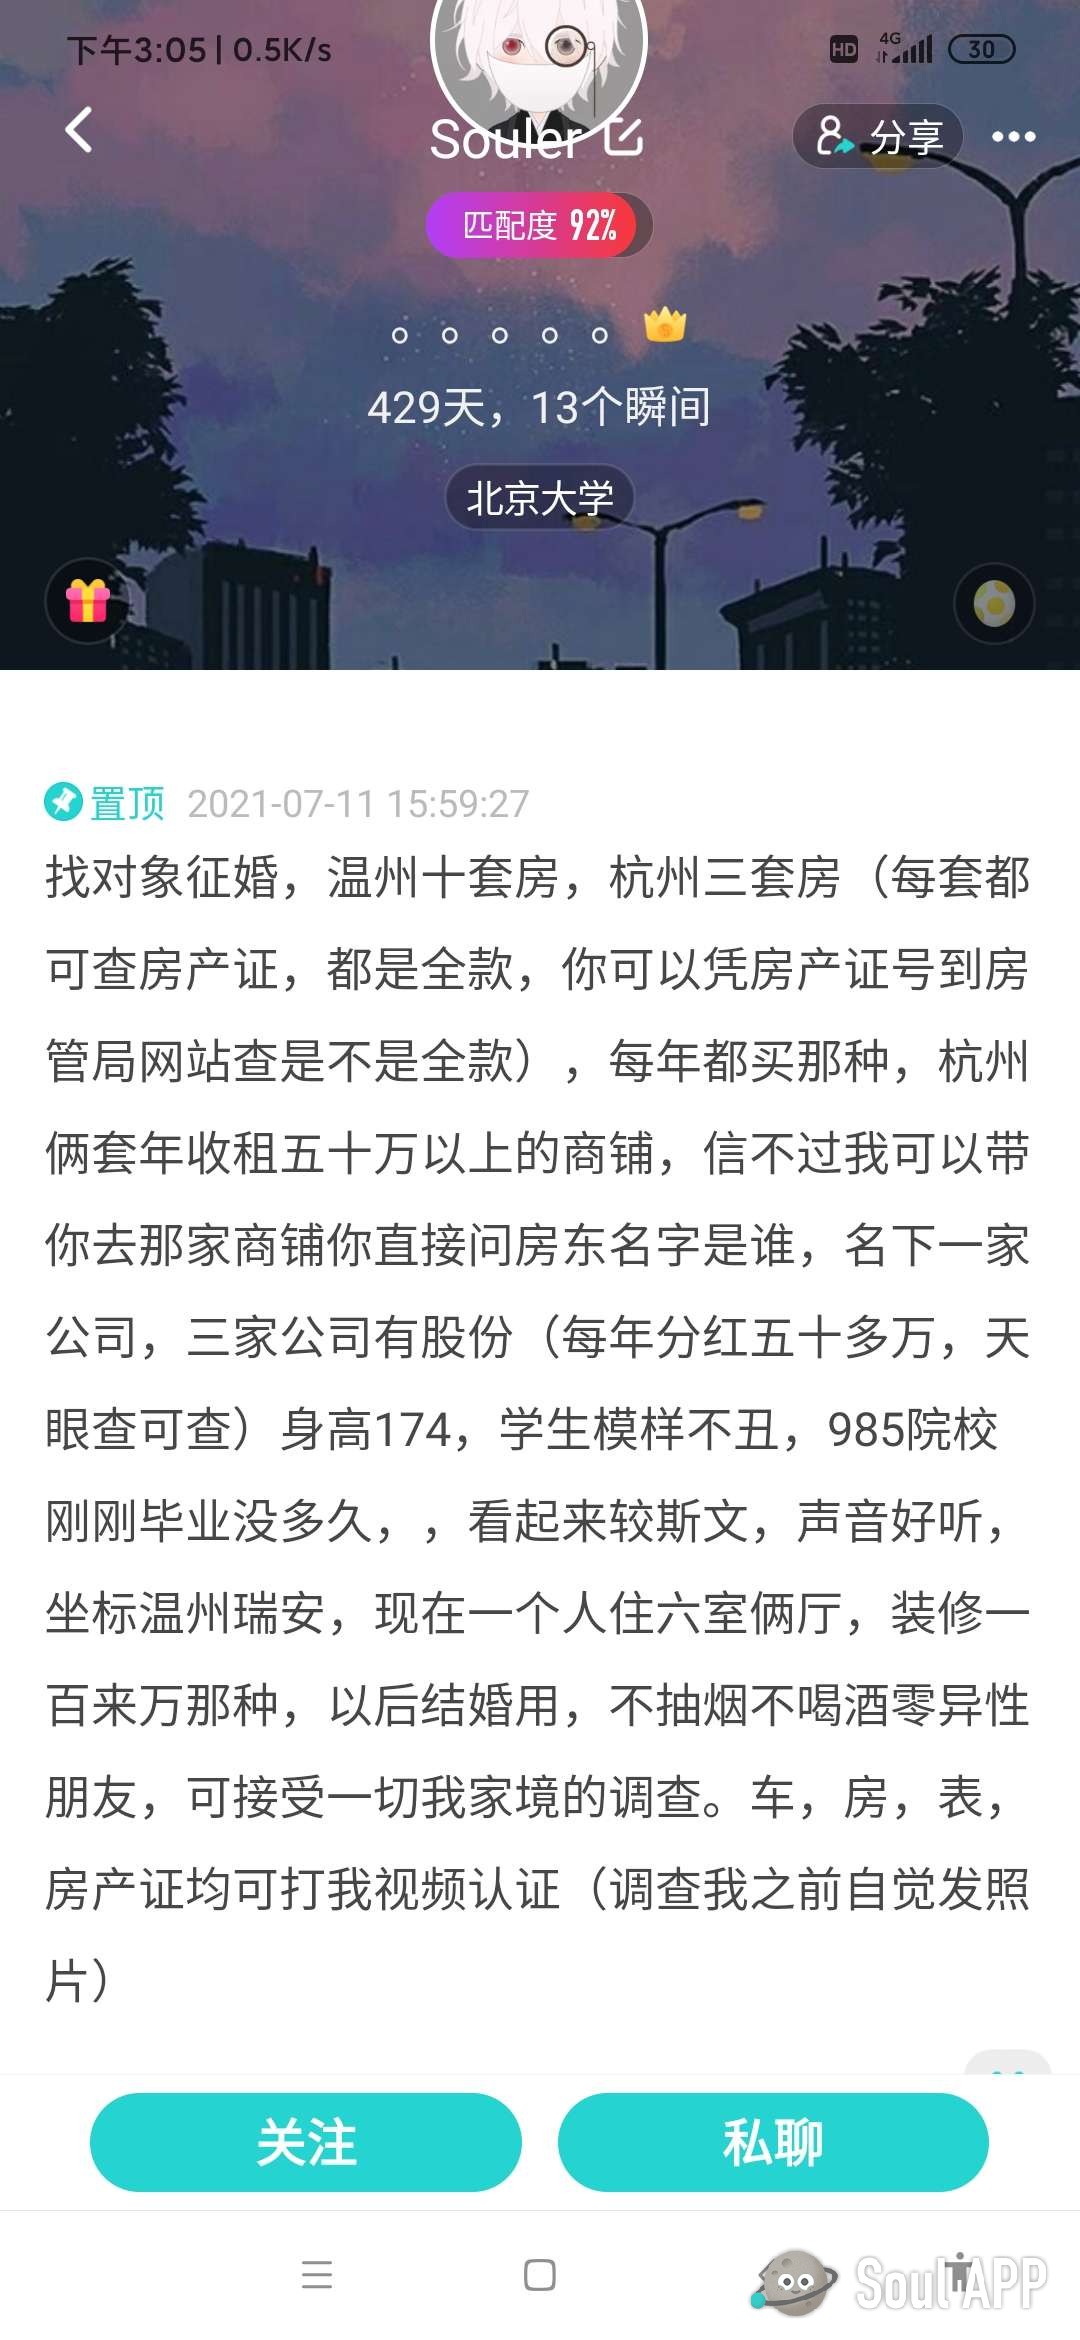 下午3:05 | 0.5K/s HD 4G 30
Souler 分享
匹配度 92%
429天，13个瞬间
北京大学
置顶 2021-07-11 15:59:27
找对象征婚，温州十套房，杭州三套房（每套都
可查房产证，都是全款，你可以凭房产证号到房
管局网站查是不是全款），每年都买那种，杭州
俩套年收租五十万以上的商铺，信不过我可以带
你去那家商铺你直接问房东名字是谁，名下一家
公司，三家公司有股份（每年分红五十多万，天
眼查可查）身高174，学生模样不丑，985院校
刚刚毕业没多久，，看起来较斯文，声音好听，
坐标温州瑞安，现在一个人住六室俩厅，装修一
百来万那种，以后结婚用，不抽烟不喝酒零异性
朋友，可接受一切我家境的调查。车，房，表，
房产证均可打我视频认证（调查我之前自觉发照
片）
关注 私聊
Soul APP